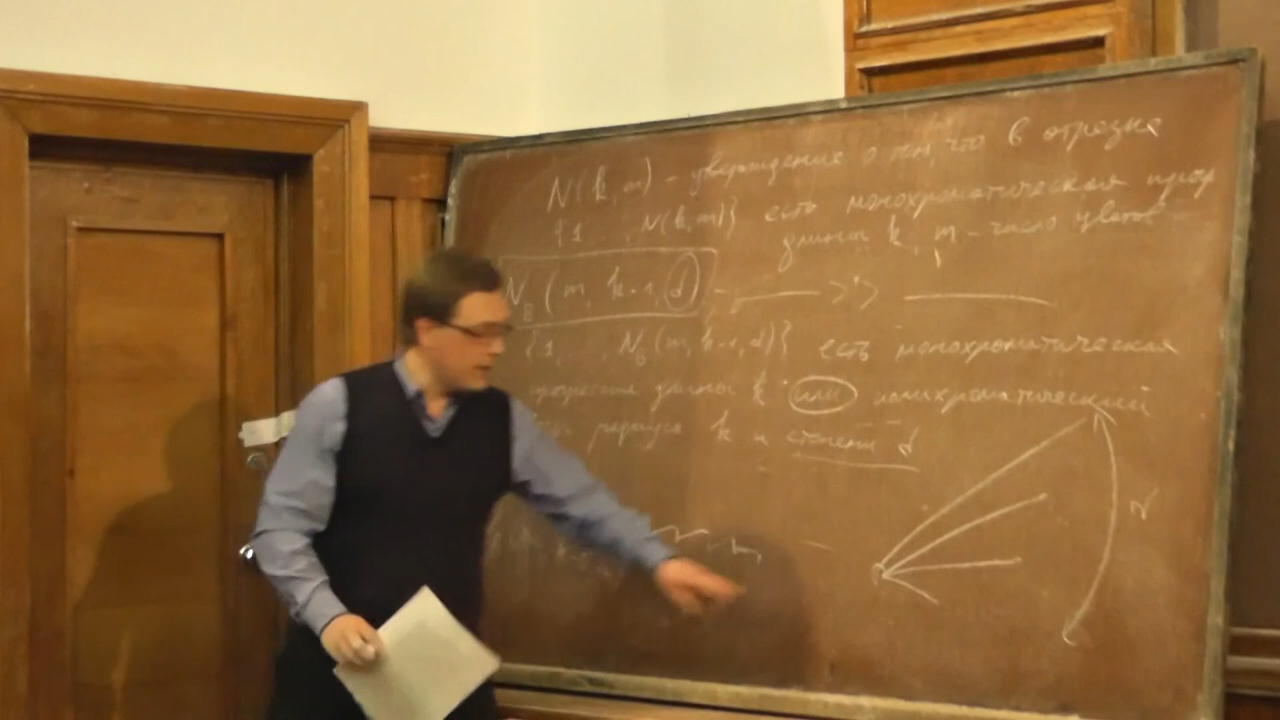 N(k, m) - утверждение о том, что в отрезке
{1, ..., N(k, m)} есть монохроматическая прогр
длины k, m - число цветов
N_B (m, k-1, d) - —— >> ——
{1, ..., N_B (m, k-1, d)} есть монохроматическая
прогрессия длины k или полихроматический
радиуса k и степени d
d